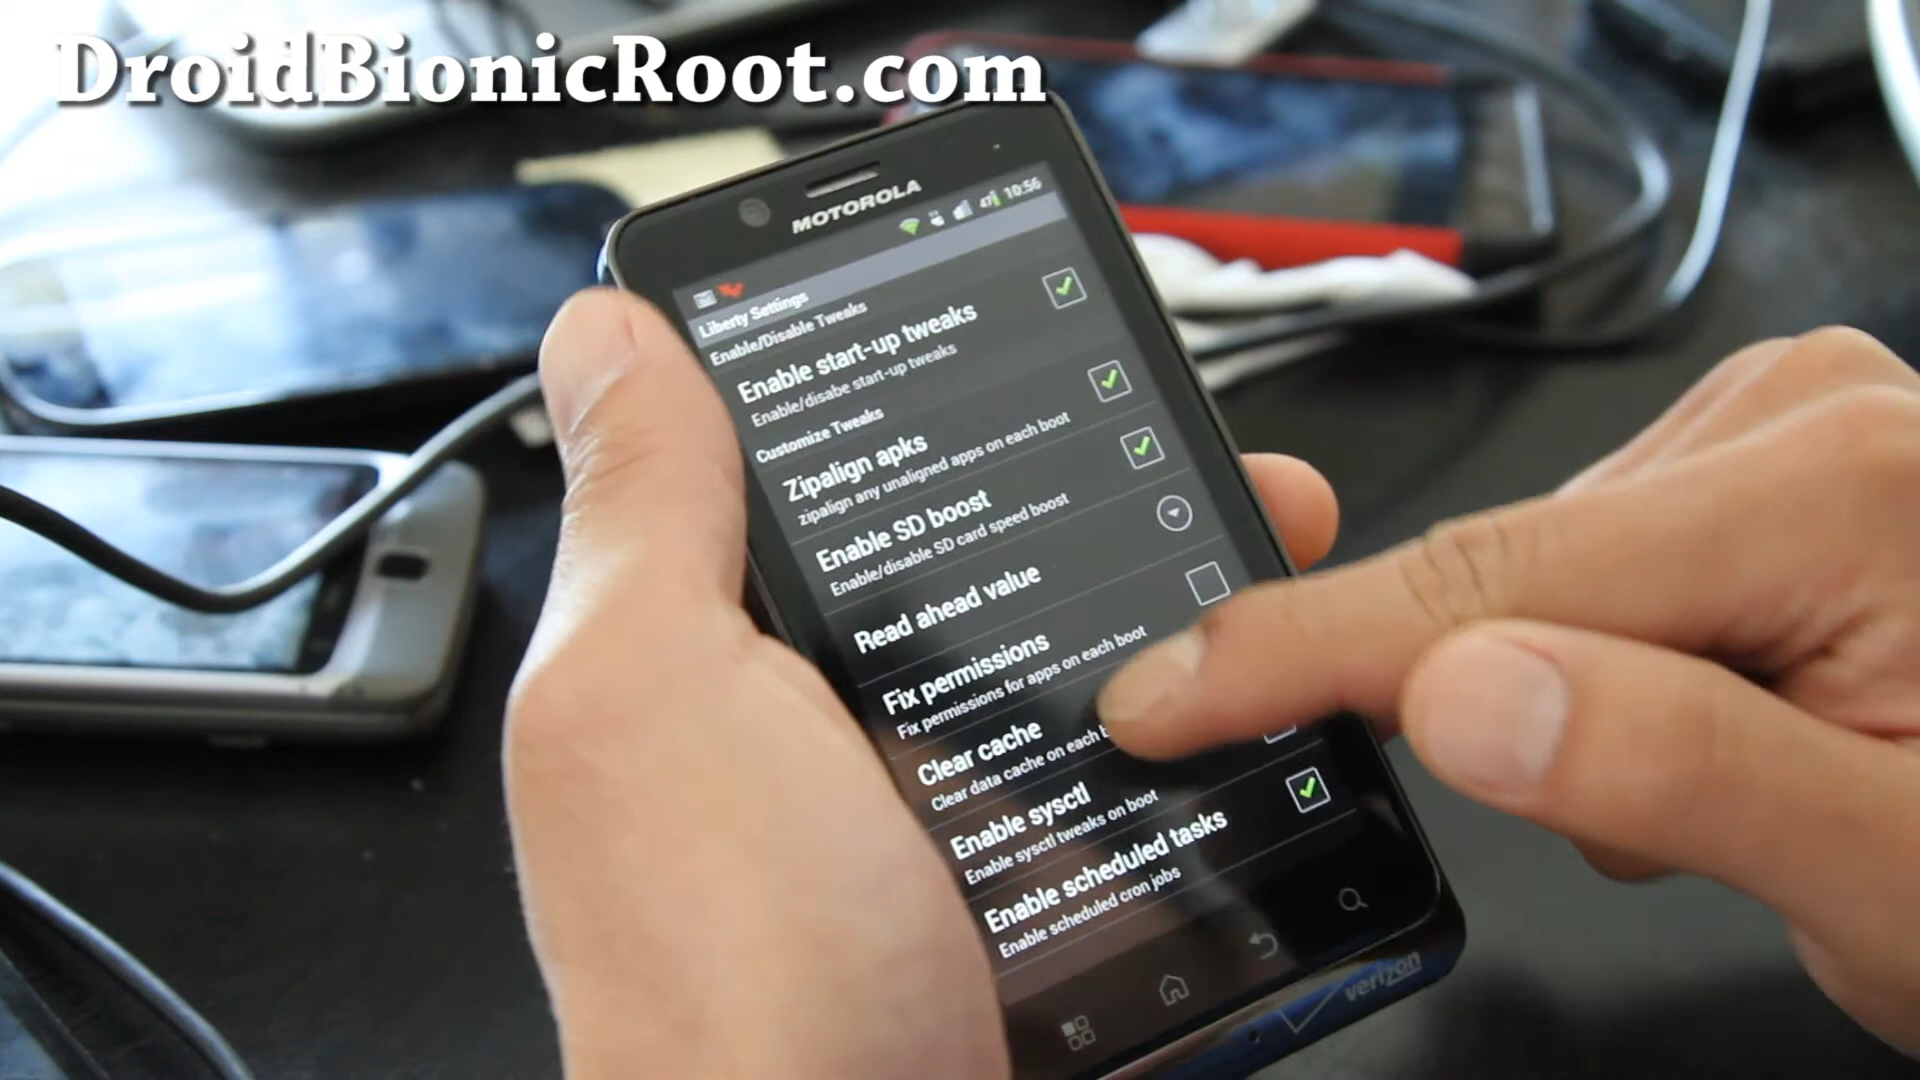 DroidBionicRoot.com
MOTOROLA
47 10:56
Liberty Settings
Enable/Disable Tweaks
Enable start-up tweaks
Enable/disabe start-up tweaks
Customize Tweaks
Zipalign apks
zipalign any unaligned apps on each boot
Enable SD boost
Enable/disable SD card speed boost
Read ahead value
Fix permissions
Fix permissions for apps on each boot
Clear cache
Clear data cache on each
Enable sysctl
Enable sysctl tweaks on boot
Enable scheduled tasks
Enable scheduled cron jobs
verizon